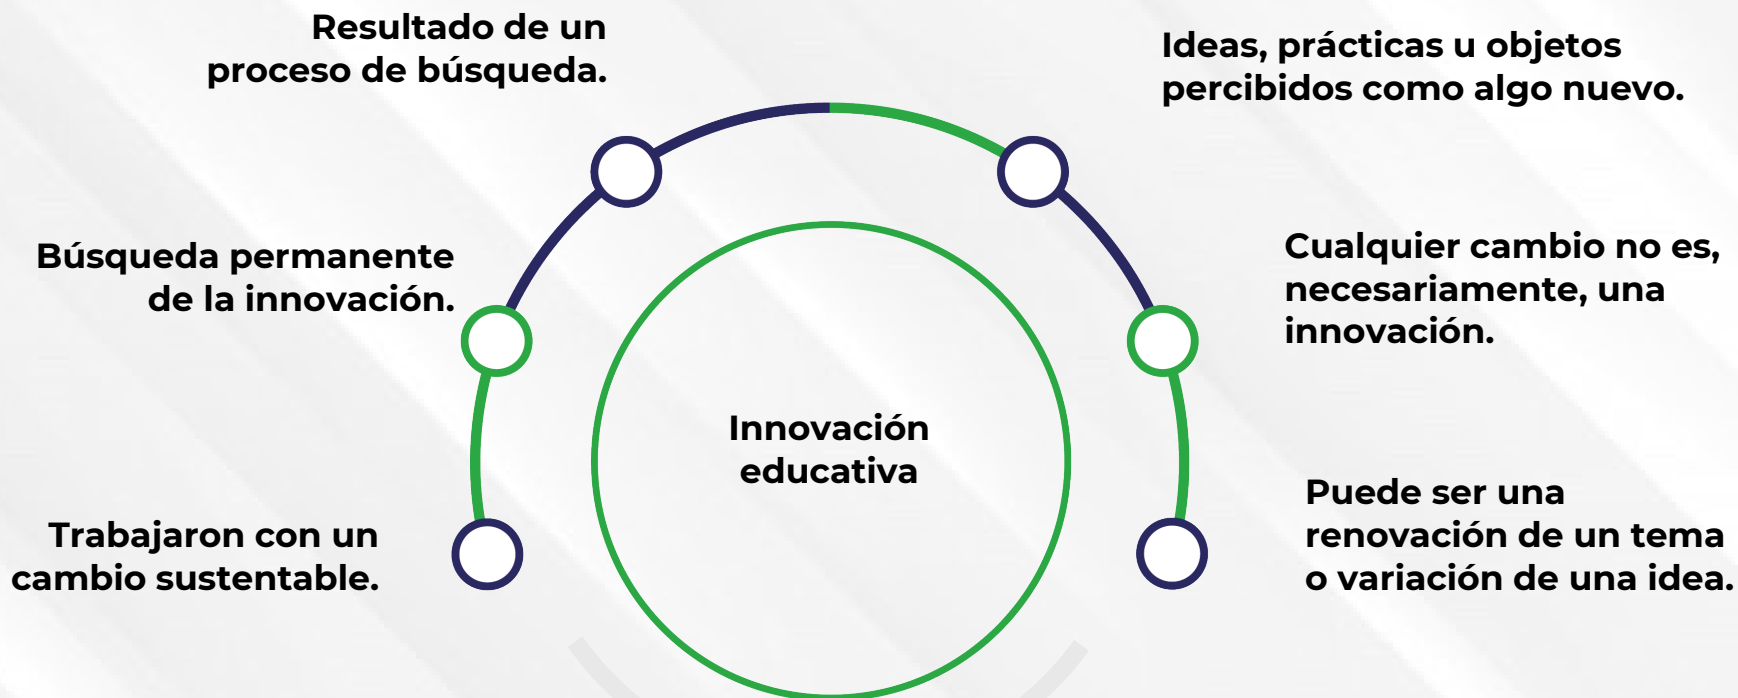 Resultado de un
proceso de búsqueda.
Ideas, prácticas u objetos
percibidos como algo nuevo.
Búsqueda permanente
de la innovación.
Cualquier cambio no es,
necesariamente, una
innovación.
Innovación
educativa
Trabajaron con un
cambio sustentable.
Puede ser una
renovación de un tema
o variación de una idea.